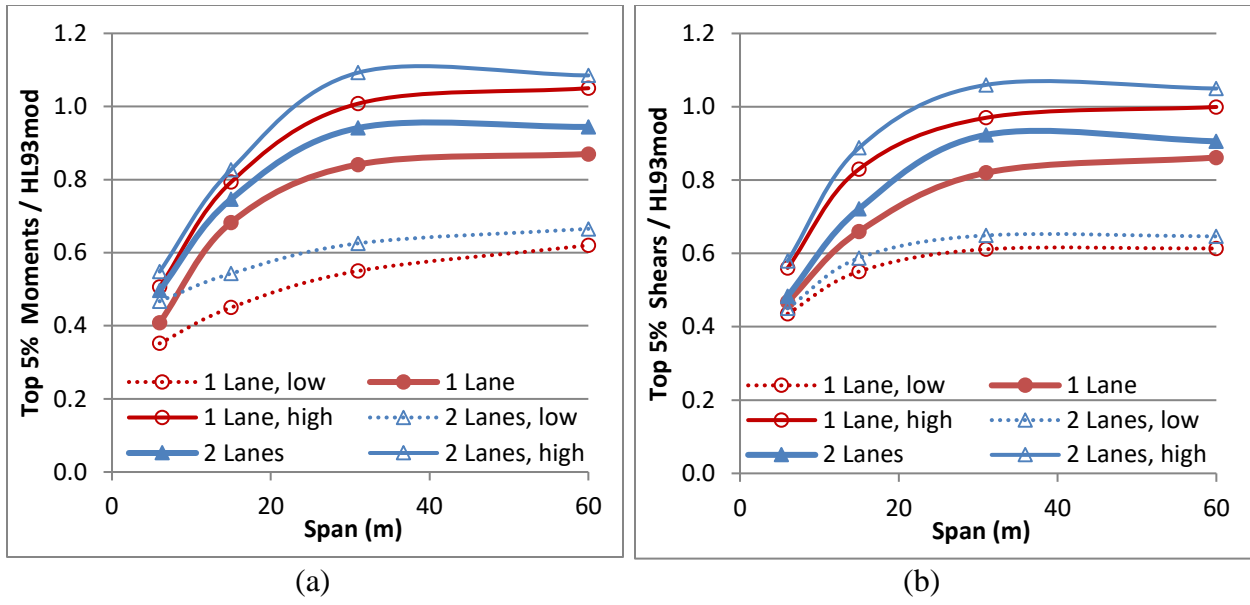 Top 5% Moments / HL93mod
1.2
1.0
0.8
0.6
0.4
0.2
0.0
1 Lane, low
1 Lane
1 Lane, high
2 Lanes, low
2 Lanes
2 Lanes, high
0
20
40
60
Span (m)
(a)
Top 5% Shears / HL93mod
1.2
1.0
0.8
0.6
0.4
0.2
0.0
1 Lane, low
1 Lane
1 Lane, high
2 Lanes, low
2 Lanes
2 Lanes, high
0
20
40
60
Span (m)
(b)